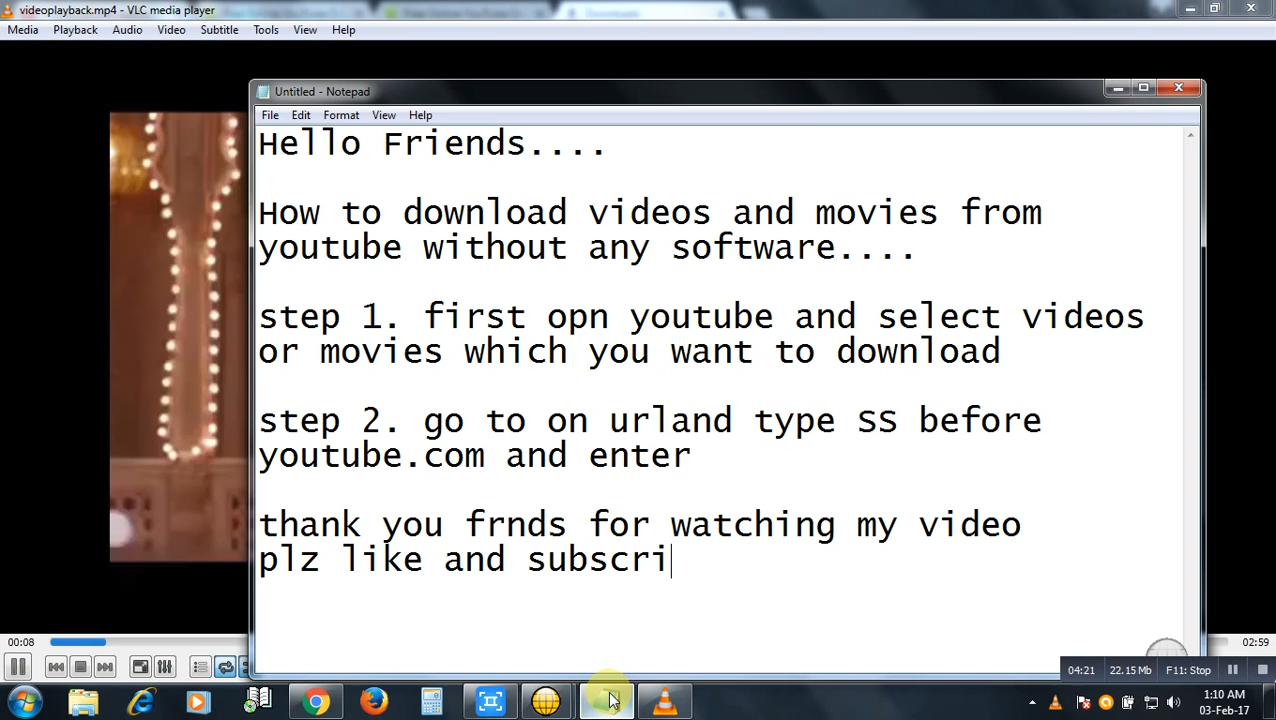 videoplayback.mp4 - VLC media player
Media Playback Audio Video Subtitle Tools View Help
Untitled - Notepad
File Edit Format View Help
Hello Friends....
How to download videos and movies from
youtube without any software....
step 1. first opn youtube and select videos
or movies which you want to download
step 2. go to on urland type SS before
youtube.com and enter
thank you frnds for watching my video
plz like and subscri
00:08
02:59
04:21 22.15 Mb F11: Stop
1:10 AM
03-Feb-17